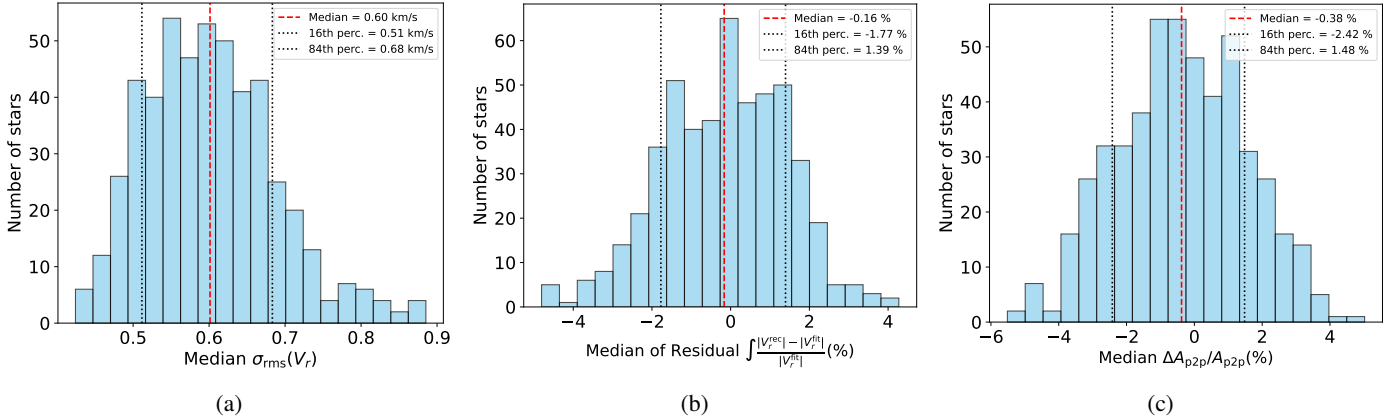 Median = 0.60 km/s
16th perc. = 0.51 km/s
84th perc. = 0.68 km/s
Number of stars
50
40
30
20
10
0
0.5 0.6 0.7 0.8 0.9
Median σrms(Vr)
(a)
Median = -0.16 %
16th perc. = -1.77 %
84th perc. = 1.39 %
Number of stars
60
50
40
30
20
10
0
−4 −2 0 2 4
Median of Residual ∫ |Vr^rec|−|Vr^fit| / |Vr^fit| (%)
(b)
Median = -0.38 %
16th perc. = -2.42 %
84th perc. = 1.48 %
Number of stars
50
40
30
20
10
0
−6 −4 −2 0 2 4
Median ΔAp2p/Ap2p(%)
(c)